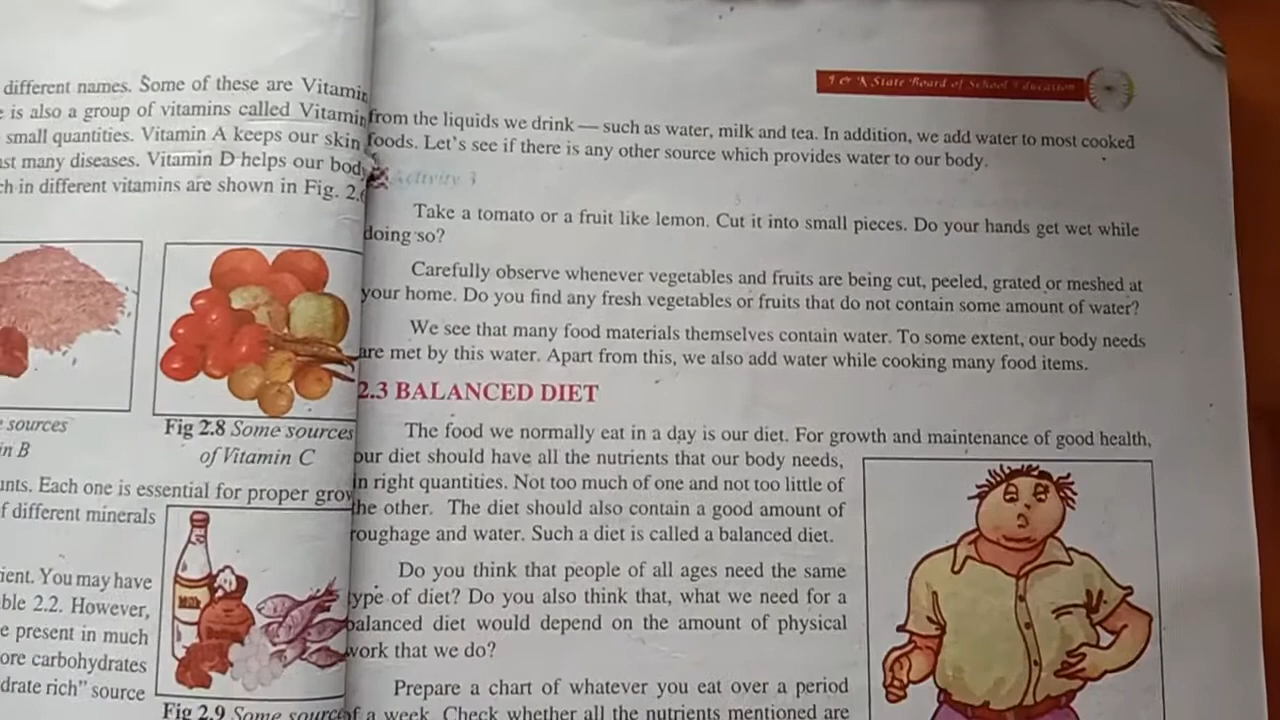 different names. Some of these are Vitamin
is also a group of vitamins called Vitamin
small quantities. Vitamin A keeps our skin
many diseases. Vitamin D helps our body
in different vitamins are shown in Fig. 2.6
sources
in B
Fig 2.8 Some sources
of Vitamin C
Each one is essential for proper
different minerals
You may have
2.2. However,
present in much
carbohydrates
rich" source
Milk
Fig 2.9 Some source
J & K State Board of School Education
from the liquids we drink — such as water, milk and tea. In addition, we add water to most cooked
foods. Let's see if there is any other source which provides water to our body.
Activity 3
Take a tomato or a fruit like lemon. Cut it into small pieces. Do your hands get wet while
doing so?
Carefully observe whenever vegetables and fruits are being cut, peeled, grated or meshed at
your home. Do you find any fresh vegetables or fruits that do not contain some amount of water?
We see that many food materials themselves contain water. To some extent, our body needs
are met by this water. Apart from this, we also add water while cooking many food items.
2.3 BALANCED DIET
The food we normally eat in a day is our diet. For growth and maintenance of good health,
our diet should have all the nutrients that our body needs,
in right quantities. Not too much of one and not too little of
the other. The diet should also contain a good amount of
roughage and water. Such a diet is called a balanced diet.
Do you think that people of all ages need the same
type of diet? Do you also think that, what we need for a
balanced diet would depend on the amount of physical
work that we do?
Prepare a chart of whatever you eat over a period
of a week. Check whether all the nutrients mentioned are